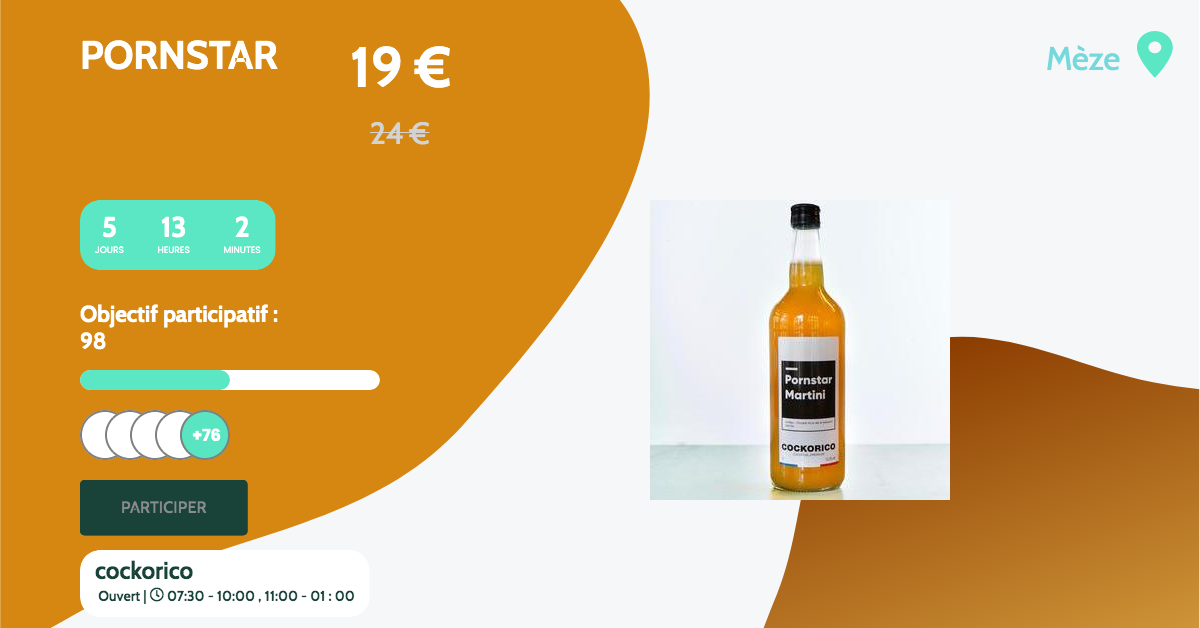 PORNSTAR
19 €
24 €
Mèze
5 13 2
JOURS HEURES MINUTES
Objectif participatif :
98
+76
PARTICIPER
cockorico
Ouvert | 07:30 - 10:00 , 11:00 - 01 : 00
Pornstar
Martini
COCKORICO